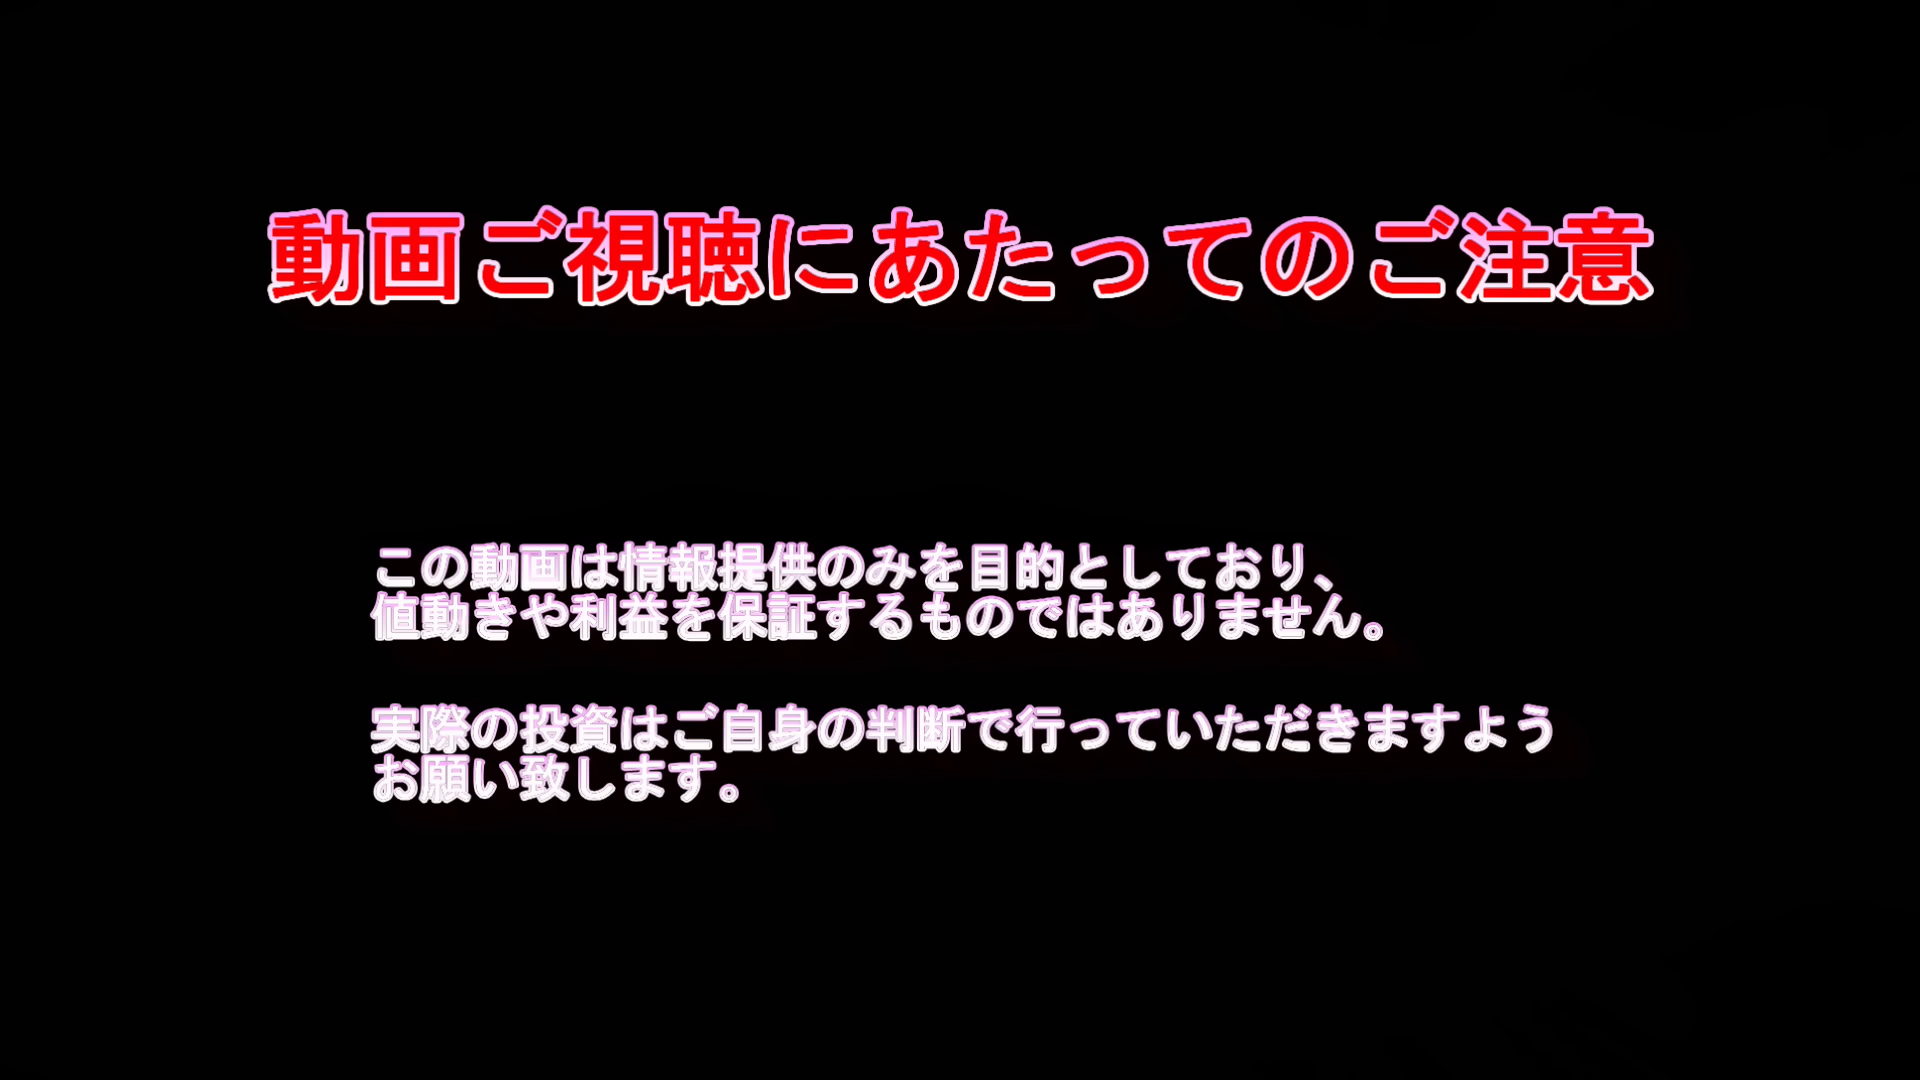 動画ご視聴にあたってのご注意
この動画は情報提供のみを目的としており、
値動きや利益を保証するものではありません。
実際の投資はご自身の判断で行っていただきますよう
お願い致します。